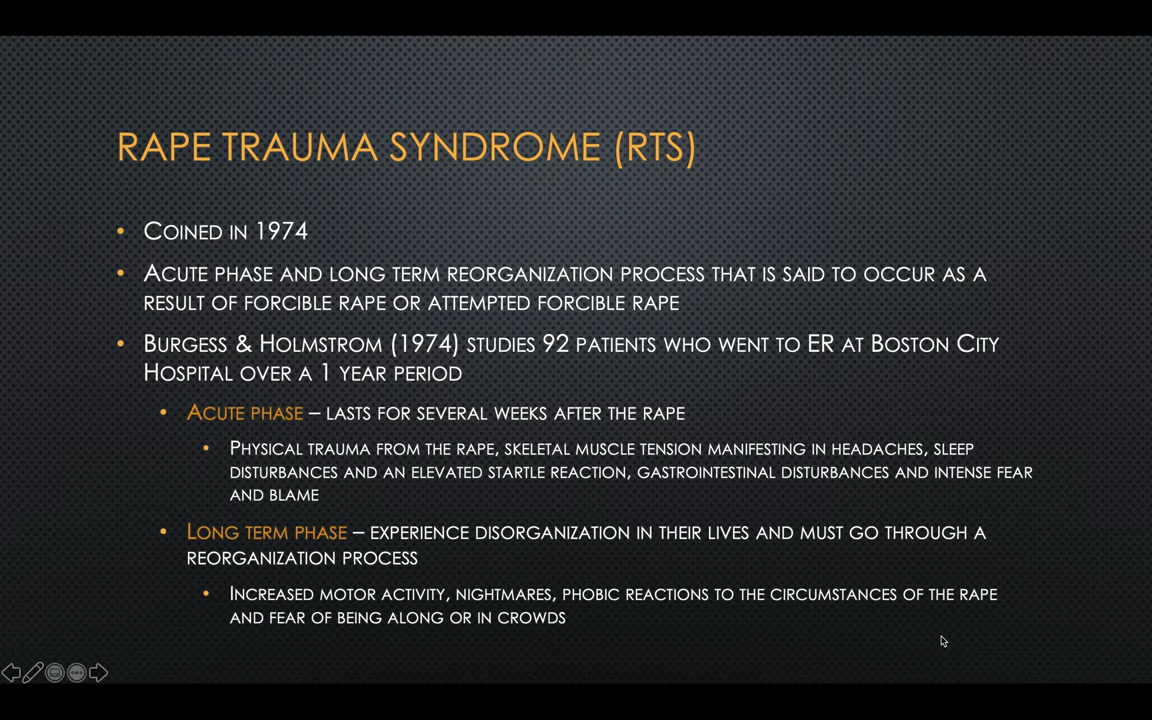 RAPE TRAUMA SYNDROME (RTS)
• COINED IN 1974
• ACUTE PHASE AND LONG TERM REORGANIZATION PROCESS THAT IS SAID TO OCCUR AS A
RESULT OF FORCIBLE RAPE OR ATTEMPTED FORCIBLE RAPE
• BURGESS & HOLMSTROM (1974) STUDIES 92 PATIENTS WHO WENT TO ER AT BOSTON CITY
HOSPITAL OVER A 1 YEAR PERIOD
• ACUTE PHASE – LASTS FOR SEVERAL WEEKS AFTER THE RAPE
• PHYSICAL TRAUMA FROM THE RAPE, SKELETAL MUSCLE TENSION MANIFESTING IN HEADACHES, SLEEP
DISTURBANCES AND AN ELEVATED STARTLE REACTION, GASTROINTESTINAL DISTURBANCES AND INTENSE FEAR
AND BLAME
• LONG TERM PHASE – EXPERIENCE DISORGANIZATION IN THEIR LIVES AND MUST GO THROUGH A
REORGANIZATION PROCESS
• INCREASED MOTOR ACTIVITY, NIGHTMARES, PHOBIC REACTIONS TO THE CIRCUMSTANCES OF THE RAPE
AND FEAR OF BEING ALONG OR IN CROWDS